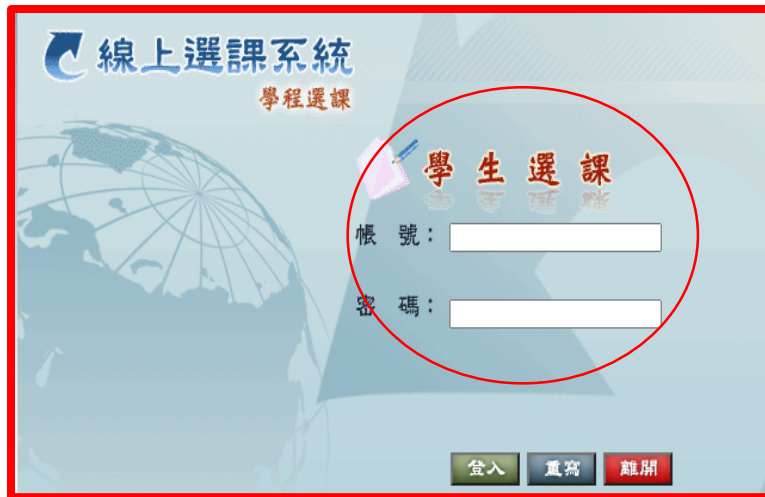 線上選課系統
學程選課
學生選課
帳 號：
密 碼：
登入 重寫 離開